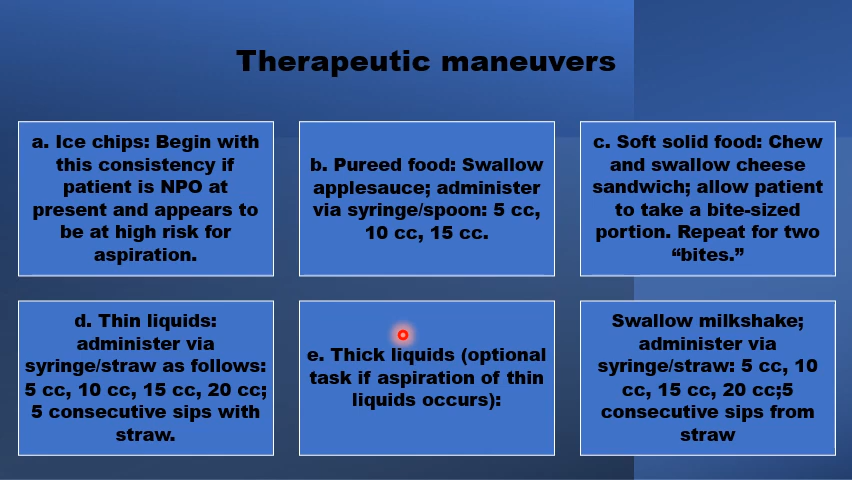 Therapeutic maneuvers
a. Ice chips: Begin with
this consistency if
patient is NPO at
present and appears to
be at high risk for
aspiration.
b. Pureed food: Swallow
applesauce; administer
via syringe/spoon: 5 cc,
10 cc, 15 cc.
c. Soft solid food: Chew
and swallow cheese
sandwich; allow patient
to take a bite-sized
portion. Repeat for two
“bites.”
d. Thin liquids:
administer via
syringe/straw as follows:
5 cc, 10 cc, 15 cc, 20 cc;
5 consecutive sips with
straw.
e. Thick liquids (optional
task if aspiration of thin
liquids occurs):
Swallow milkshake;
administer via
syringe/straw: 5 cc, 10
cc, 15 cc, 20 cc;5
consecutive sips from
straw